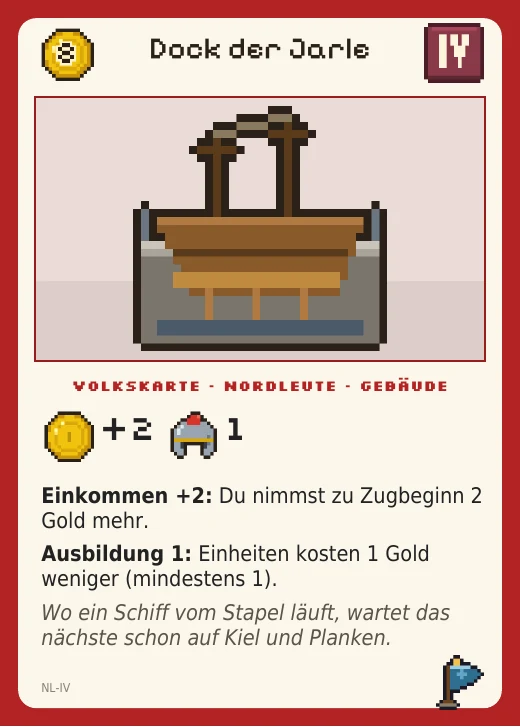 8
Dock der Jarle
IV
VOLKSKARTE - NORDLEUTE - GEBÄUDE
+2 1
Einkommen +2: Du nimmst zu Zugbeginn 2
Gold mehr.
Ausbildung 1: Einheiten kosten 1 Gold
weniger (mindestens 1).
Wo ein Schiff vom Stapel läuft, wartet das
nächste schon auf Kiel und Planken.
NL-IV